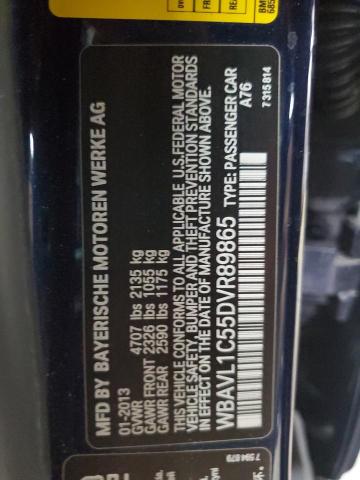 MFD BY BAYERISCHE MOTOREN WERKE AG
01-2013
GVWR 4707 lbs 2135 kg
GAWR FRONT 2326 lbs 1055 kg
GAWR REAR 2590 lbs 1175 kg
THIS VEHICLE CONFORMS TO ALL APPLICABLE U.S. FEDERAL MOTOR
VEHICLE SAFETY, BUMPER AND THEFT PREVENTION STANDARDS
IN EFFECT ON THE DATE OF MANUFACTURE SHOWN ABOVE.
WBAVL1C55DVR89865 TYPE: PASSENGER CAR
A76
7 315 814
7 594 879